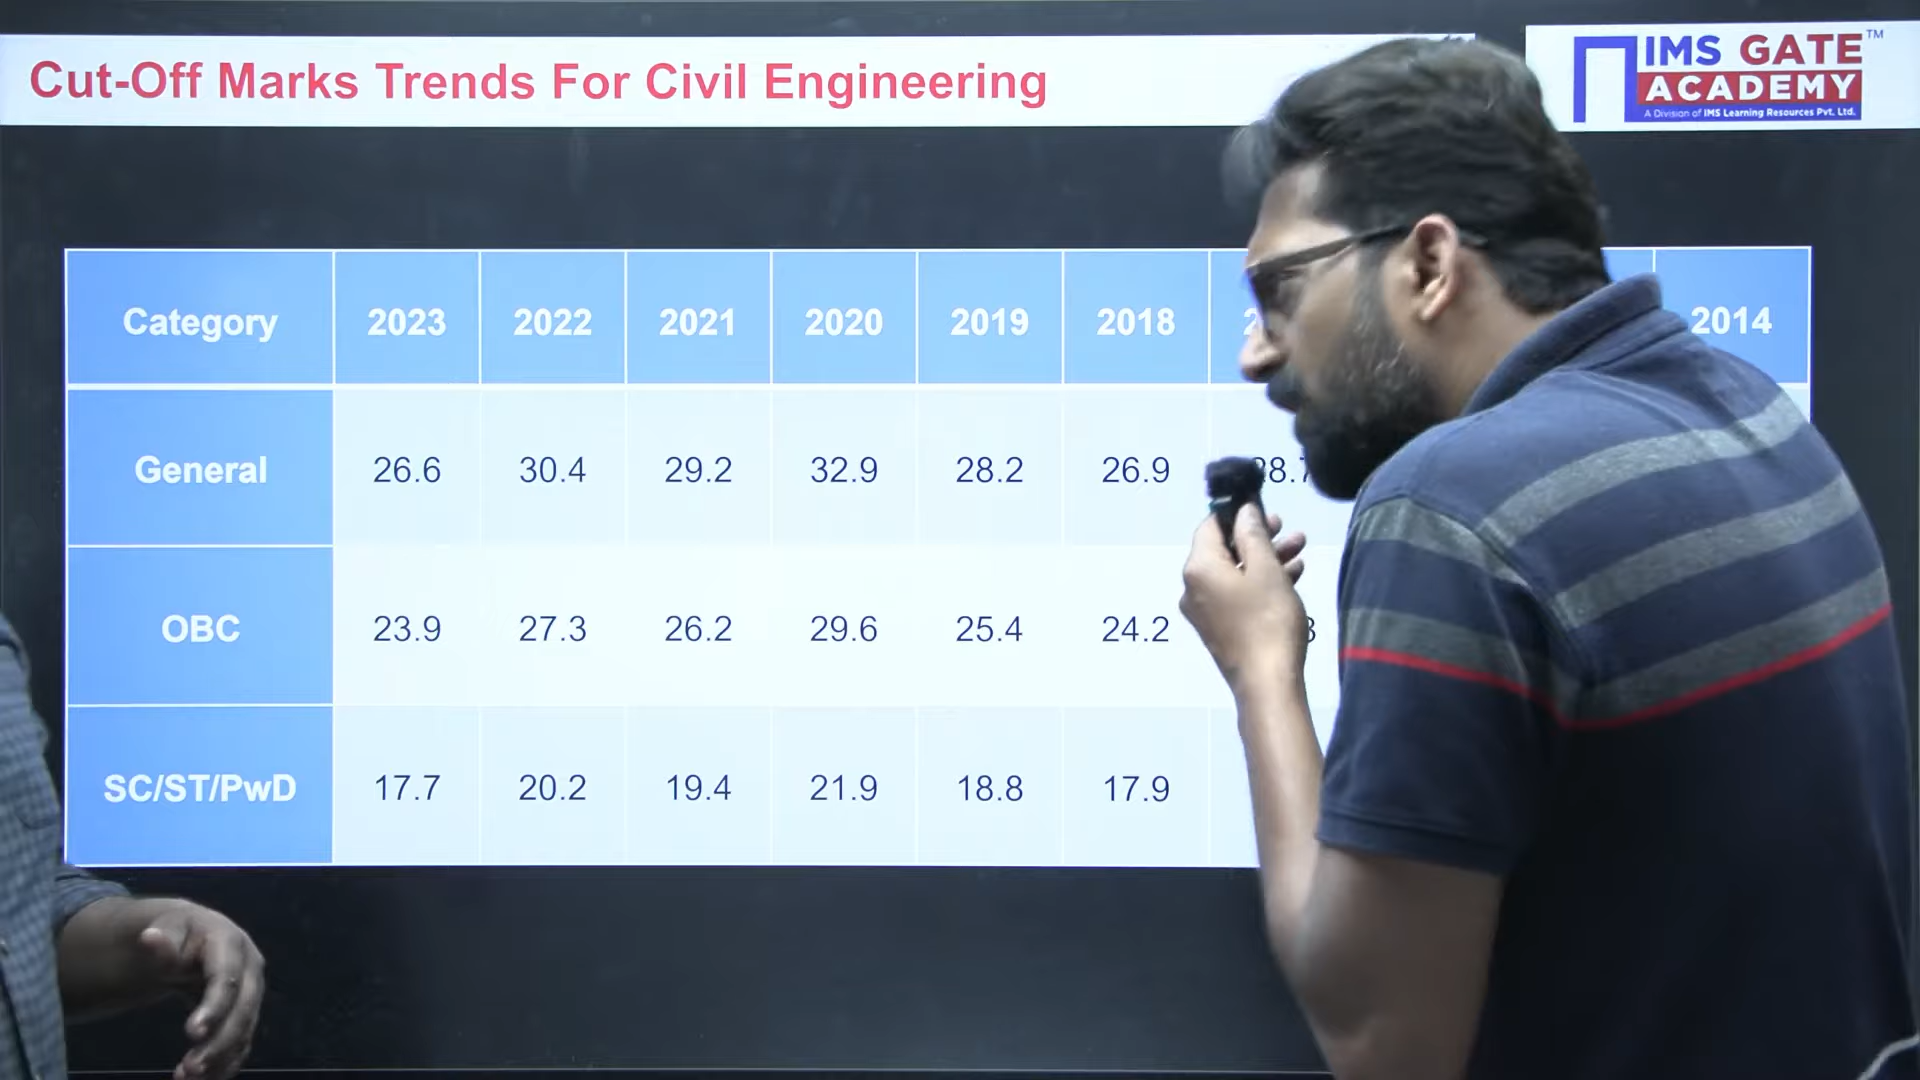 Cut-Off Marks Trends For Civil Engineering
IMS GATE TM
ACADEMY
A Division of IMS Learning Resources Pvt. Ltd.
Category 2023 2022 2021 2020 2019 2018 2014
General 26.6 30.4 29.2 32.9 28.2 26.9
OBC 23.9 27.3 26.2 29.6 25.4 24.2
SC/ST/PwD 17.7 20.2 19.4 21.9 18.8 17.9